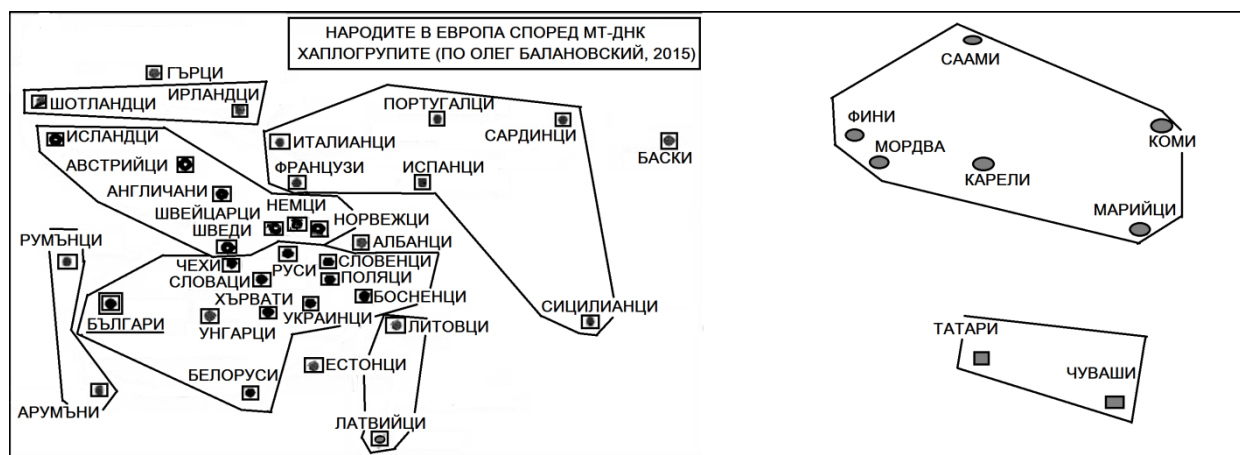 НАРОДИТЕ В ЕВРОПА СПОРЕД МТ-ДНК
ХАПЛОГРУПИТЕ (ПО ОЛЕГ БАЛАНОВСКИЙ, 2015)
ГЪРЦИ
ШОТЛАНДЦИ
ИРЛАНДЦИ
ИСЛАНДЦИ
АВСТРИЙЦИ
АНГЛИЧАНИ
ШВЕЙЦАРЦИ
НЕМЦИ
НОРВЕЖЦИ
ШВЕДИ
ИТАЛИАНЦИ
ФРАНЦУЗИ
ПОРТУГАЛЦИ
ИСПАНЦИ
САРДИНЦИ
СИЦИЛИАНЦИ
БАСКИ
АЛБАНЦИ
РУМЪНЦИ
АРУМЪНИ
ЧЕХИ
РУСИ
СЛОВЕНЦИ
СЛОВАЦИ
ПОЛЯЦИ
БОСНЕНЦИ
ХЪРВАТИ
УКРАИНЦИ
БЪЛГАРИ
УНГАРЦИ
БЕЛОРУСИ
ЕСТОНЦИ
ЛИТОВЦИ
ЛАТВИЙЦИ
СААМИ
ФИНИ
МОРДВА
КАРЕЛИ
КОМИ
МАРИЙЦИ
ТАТАРИ
ЧУВАШИ